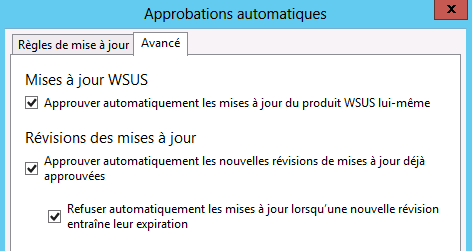 Approbations automatiques
x
Règles de mise à jour
Avancé
Mises à jour WSUS
Approuver automatiquement les mises à jour du produit WSUS lui-même
Révisions des mises à jour
Approuver automatiquement les nouvelles révisions de mise à jour déjà
approuvées
Refuser automatiquement les mises à jour lorsqu'une nouvelle révision
entraîne leur expiration